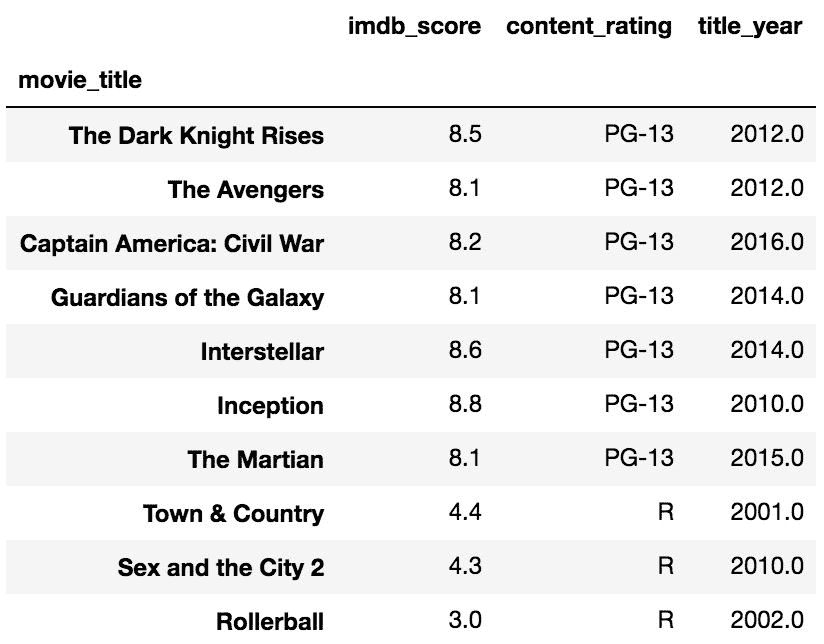 imdb_score content_rating title_year
movie_title
The Dark Knight Rises 8.5 PG-13 2012.0
The Avengers 8.1 PG-13 2012.0
Captain America: Civil War 8.2 PG-13 2016.0
Guardians of the Galaxy 8.1 PG-13 2014.0
Interstellar 8.6 PG-13 2014.0
Inception 8.8 PG-13 2010.0
The Martian 8.1 PG-13 2015.0
Town & Country 4.4 R 2001.0
Sex and the City 2 4.3 R 2010.0
Rollerball 3.0 R 2002.0